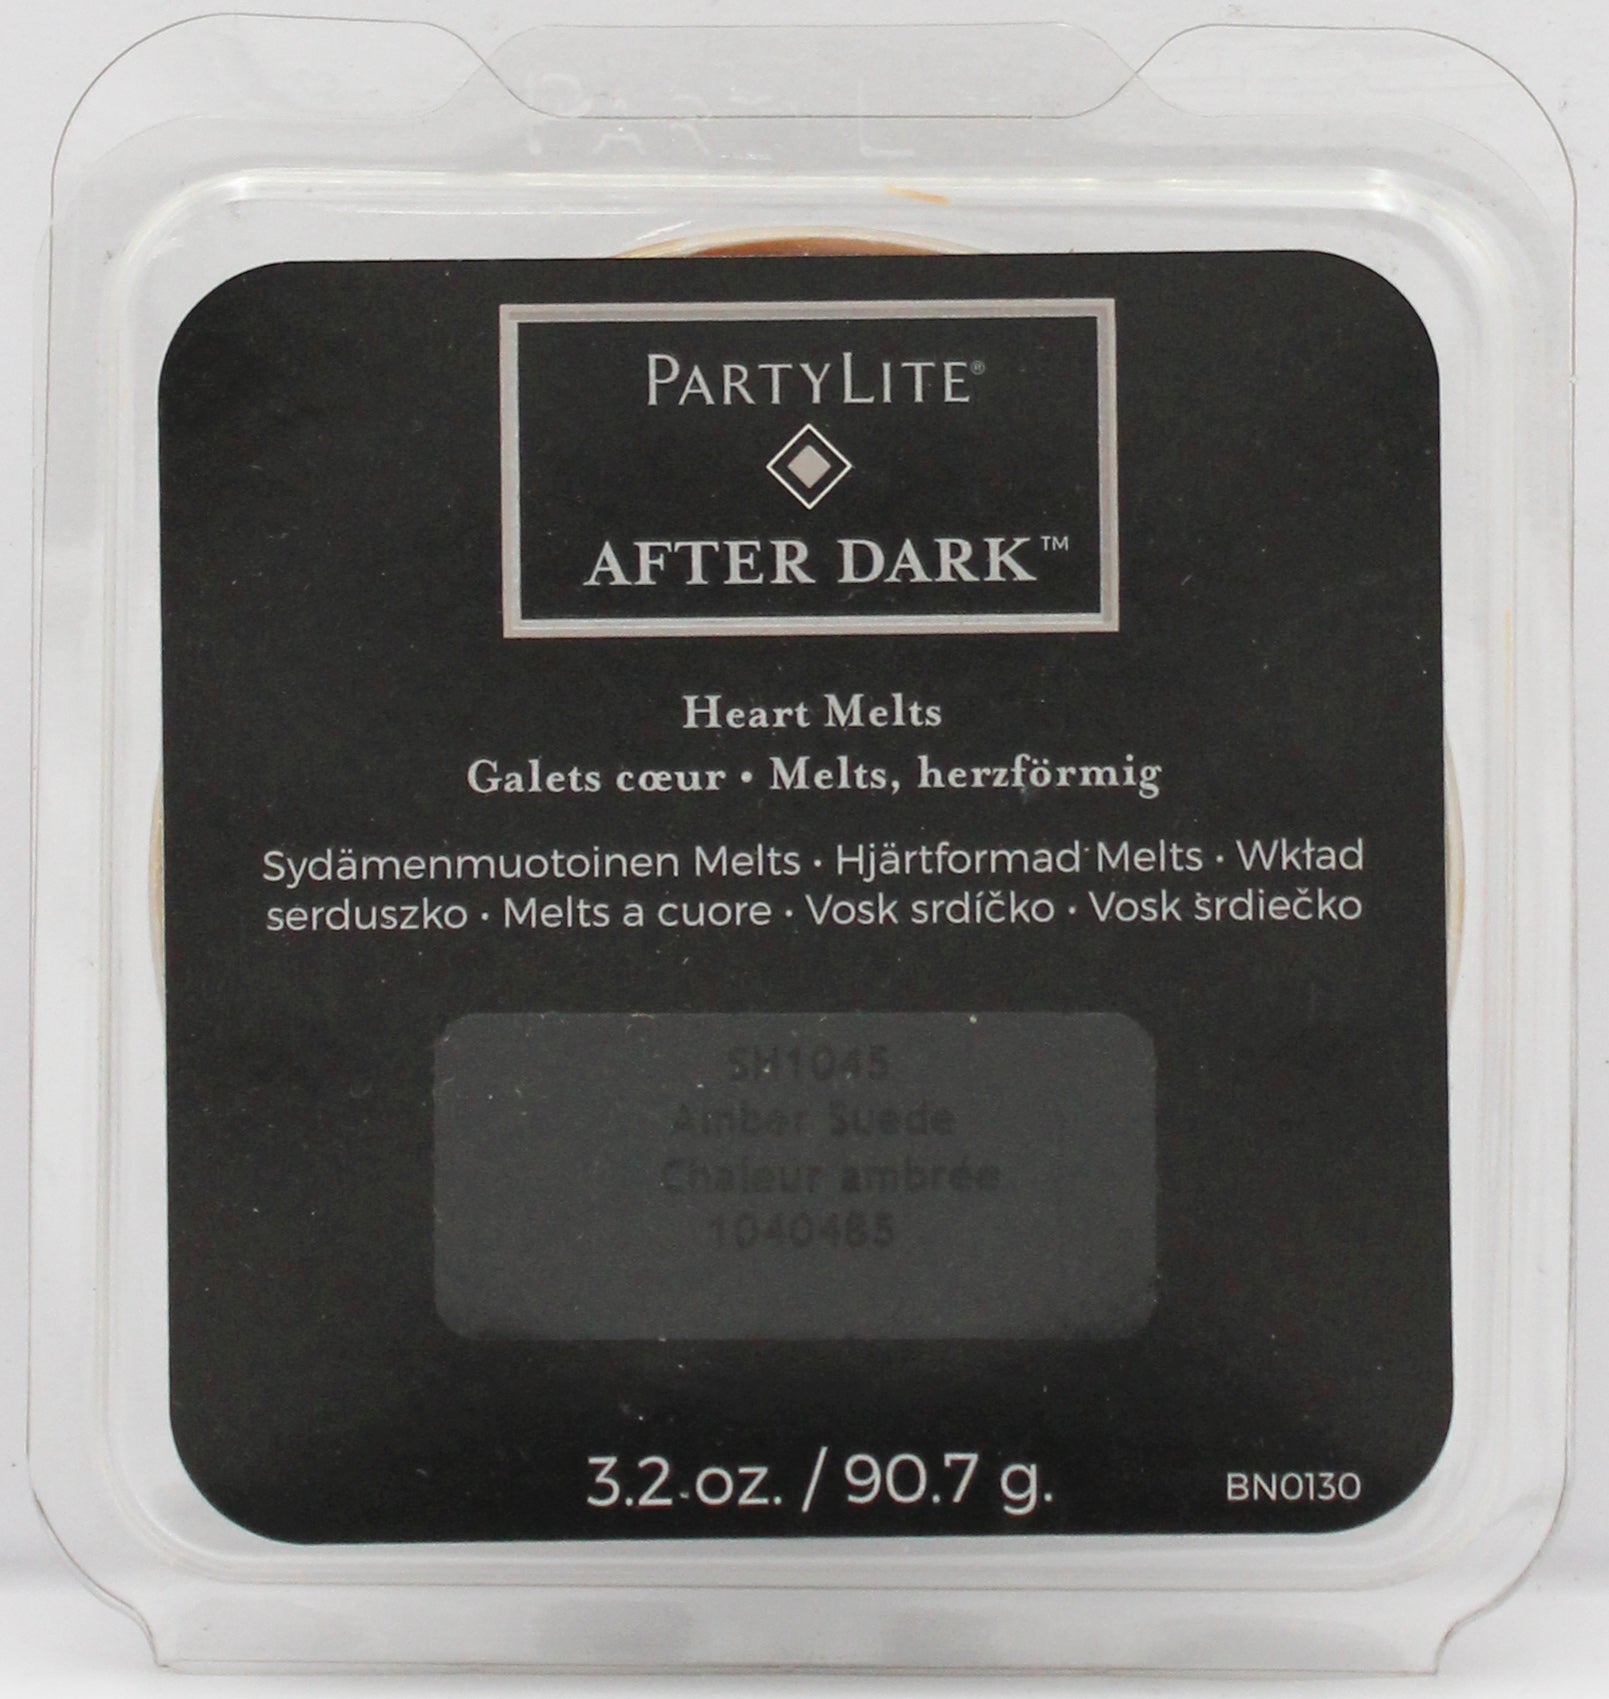 PARTYLITE®
AFTER DARK™
Heart Melts
Galets cœur • Melts, herzförmig
Sydämenmuotoinen Melts • Hjärtformad Melts • Wkład
serduszko • Melts a cuore • Vosk srdíčko • Vosk srdiečko
SH1045
Amber Suede
Chaleur ambrée
1040485
3.2 oz. / 90.7 g.
BN0130